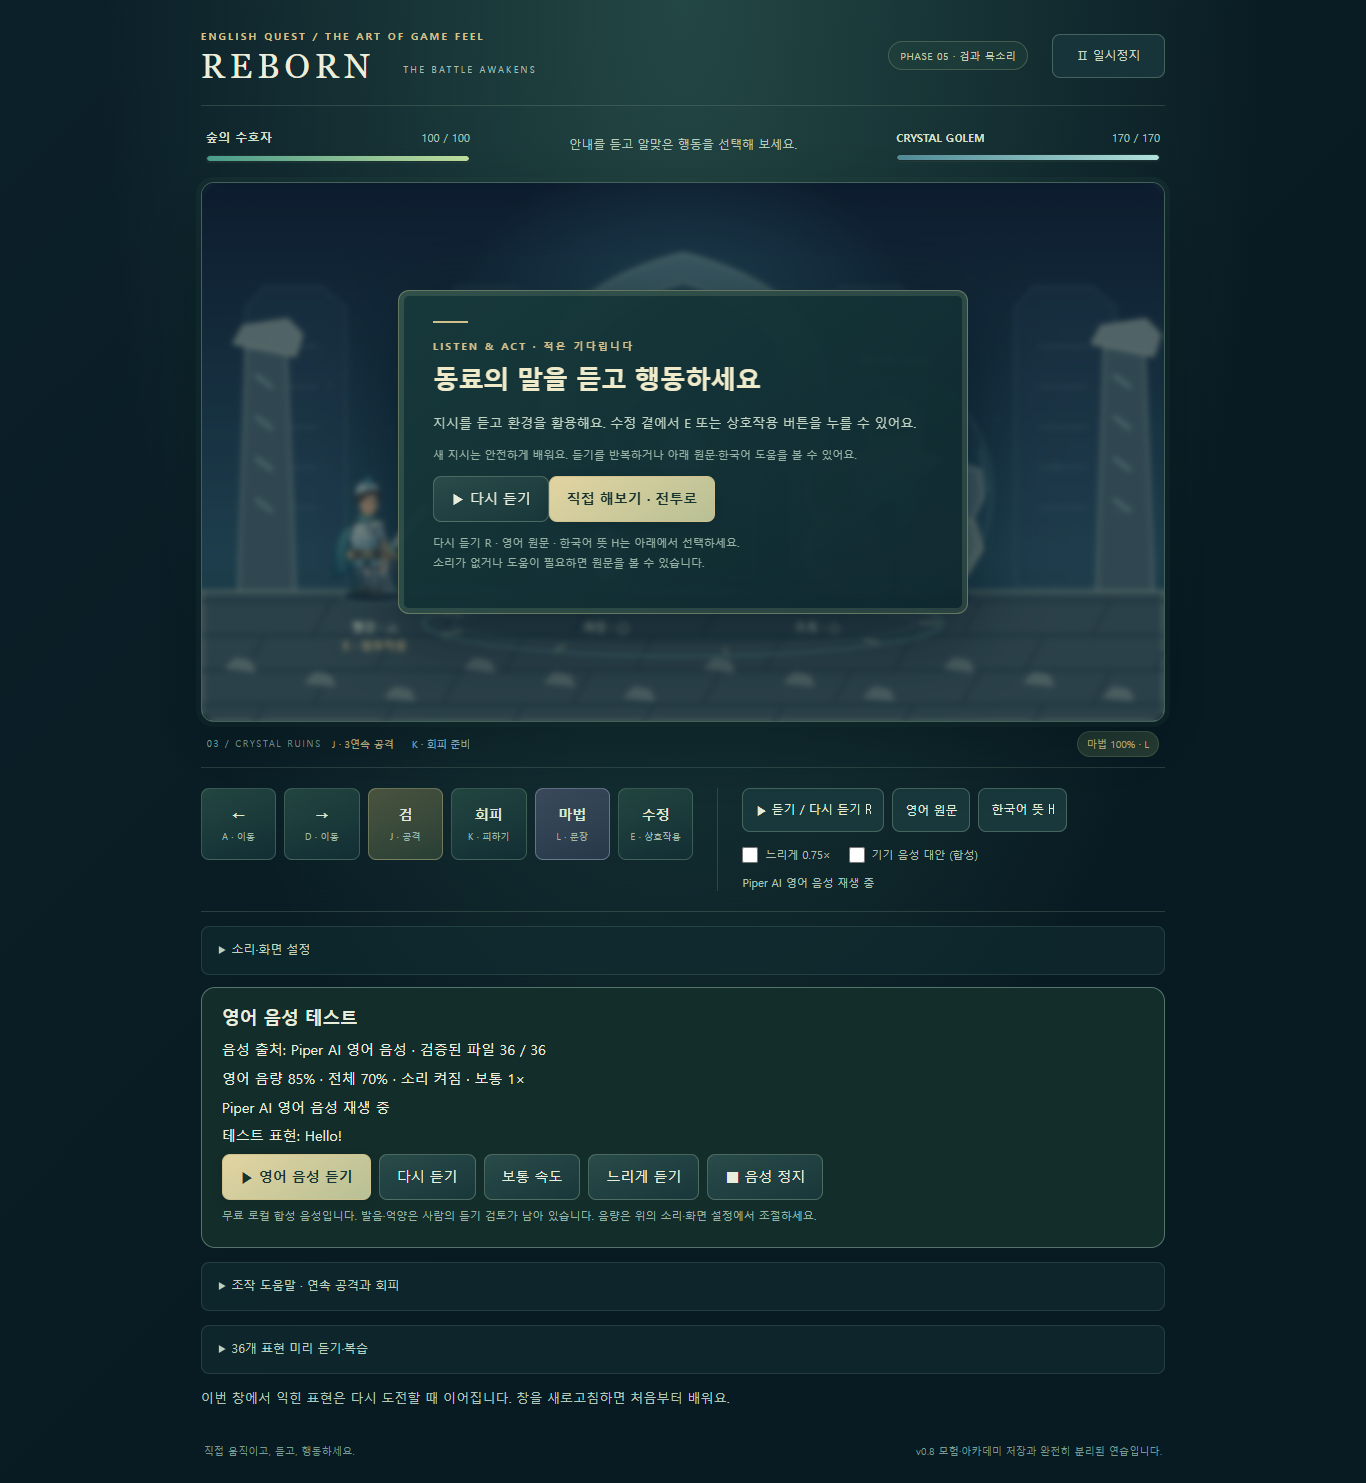 ENGLISH QUEST / THE ART OF GAME FEEL
REBORN THE BATTLE AWAKENS
PHASE 05 · 검과 목소리
Ⅱ 일시정지
숲의 수호자 100 / 100
안내를 듣고 알맞은 행동을 선택해 보세요.
CRYSTAL GOLEM 170 / 170
LISTEN & ACT · 적은 기다립니다
동료의 말을 듣고 행동하세요
지시를 듣고 환경을 활용해요. 수정 곁에서 E 또는 상호작용 버튼을 누를 수 있어요.
새 지시는 안전하게 배워요. 듣기를 반복하거나 아래 원문·한국어 도움을 볼 수 있어요.
▶ 다시 듣기 직접 해보기 · 전투로
다시 듣기 R · 영어 원문 · 한국어 뜻 H는 아래에서 선택하세요.
소리가 없거나 도움이 필요하면 원문을 볼 수 있습니다.
03 / CRYSTAL RUINS J · 3연속 공격 K · 회피 준비
마법 100% · L
← → 검 회피 마법 수정
A · 이동 D · 이동 J · 공격 K · 피하기 L · 문장 E · 상호작용
▶ 듣기 / 다시 듣기 R 영어 원문 한국어 뜻 H
느리게 0.75× 기기 음성 대안 (합성)
Piper AI 영어 음성 재생 중
▶ 소리·화면 설정
영어 음성 테스트
음성 출처: Piper AI 영어 음성 · 검증된 파일 36 / 36
영어 음량 85% · 전체 70% · 소리 켜짐 · 보통 1×
Piper AI 영어 음성 재생 중
테스트 표현: Hello!
▶ 영어 음성 듣기 다시 듣기 보통 속도 느리게 듣기 ■ 음성 정지
무료 로컬 합성 음성입니다. 발음·억양은 사람의 듣기 검토가 남아 있습니다. 음량은 위의 소리·화면 설정에서 조절하세요.
▶ 조작 도움말 · 연속 공격과 회피
▶ 36개 표현 미리 듣기·복습
이번 창에서 익힌 표현은 다시 도전할 때 이어집니다. 창을 새로고침하면 처음부터 배워요.
직접 움직이고, 듣고, 행동하세요.
v0.8 모험·아카데미 저장과 완전히 분리된 연습입니다.